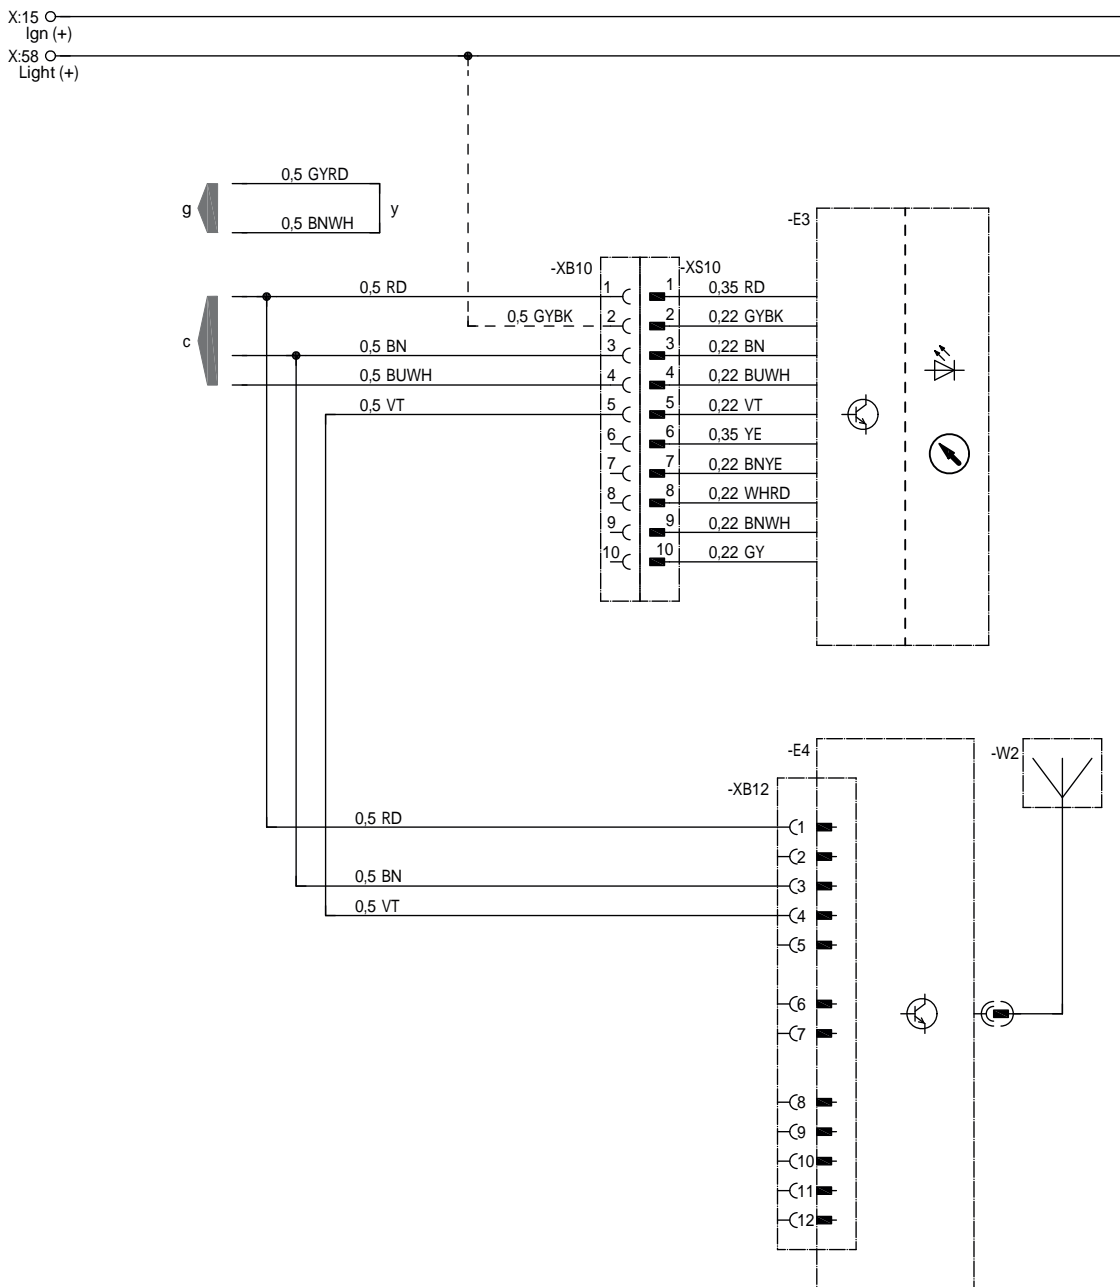 X:15
Ign (+)
X:58
Light (+)
0,5 GYRD
g
y
0,5 BNWH
-E3
-XB10
-XS10
0,5 RD
1
1
0,35 RD
0,5 GYBK
2
2
0,22 GYBK
c
0,5 BN
3
3
0,22 BN
0,5 BUWH
4
4
0,22 BUWH
0,5 VT
5
5
0,22 VT
6
6
0,35 YE
7
7
0,22 BNYE
8
8
0,22 WHRD
9
9
0,22 BNWH
10
10
0,22 GY
-E4
-W2
-XB12
0,5 RD
1
2
0,5 BN
3
0,5 VT
4
5
6
7
8
9
10
11
12